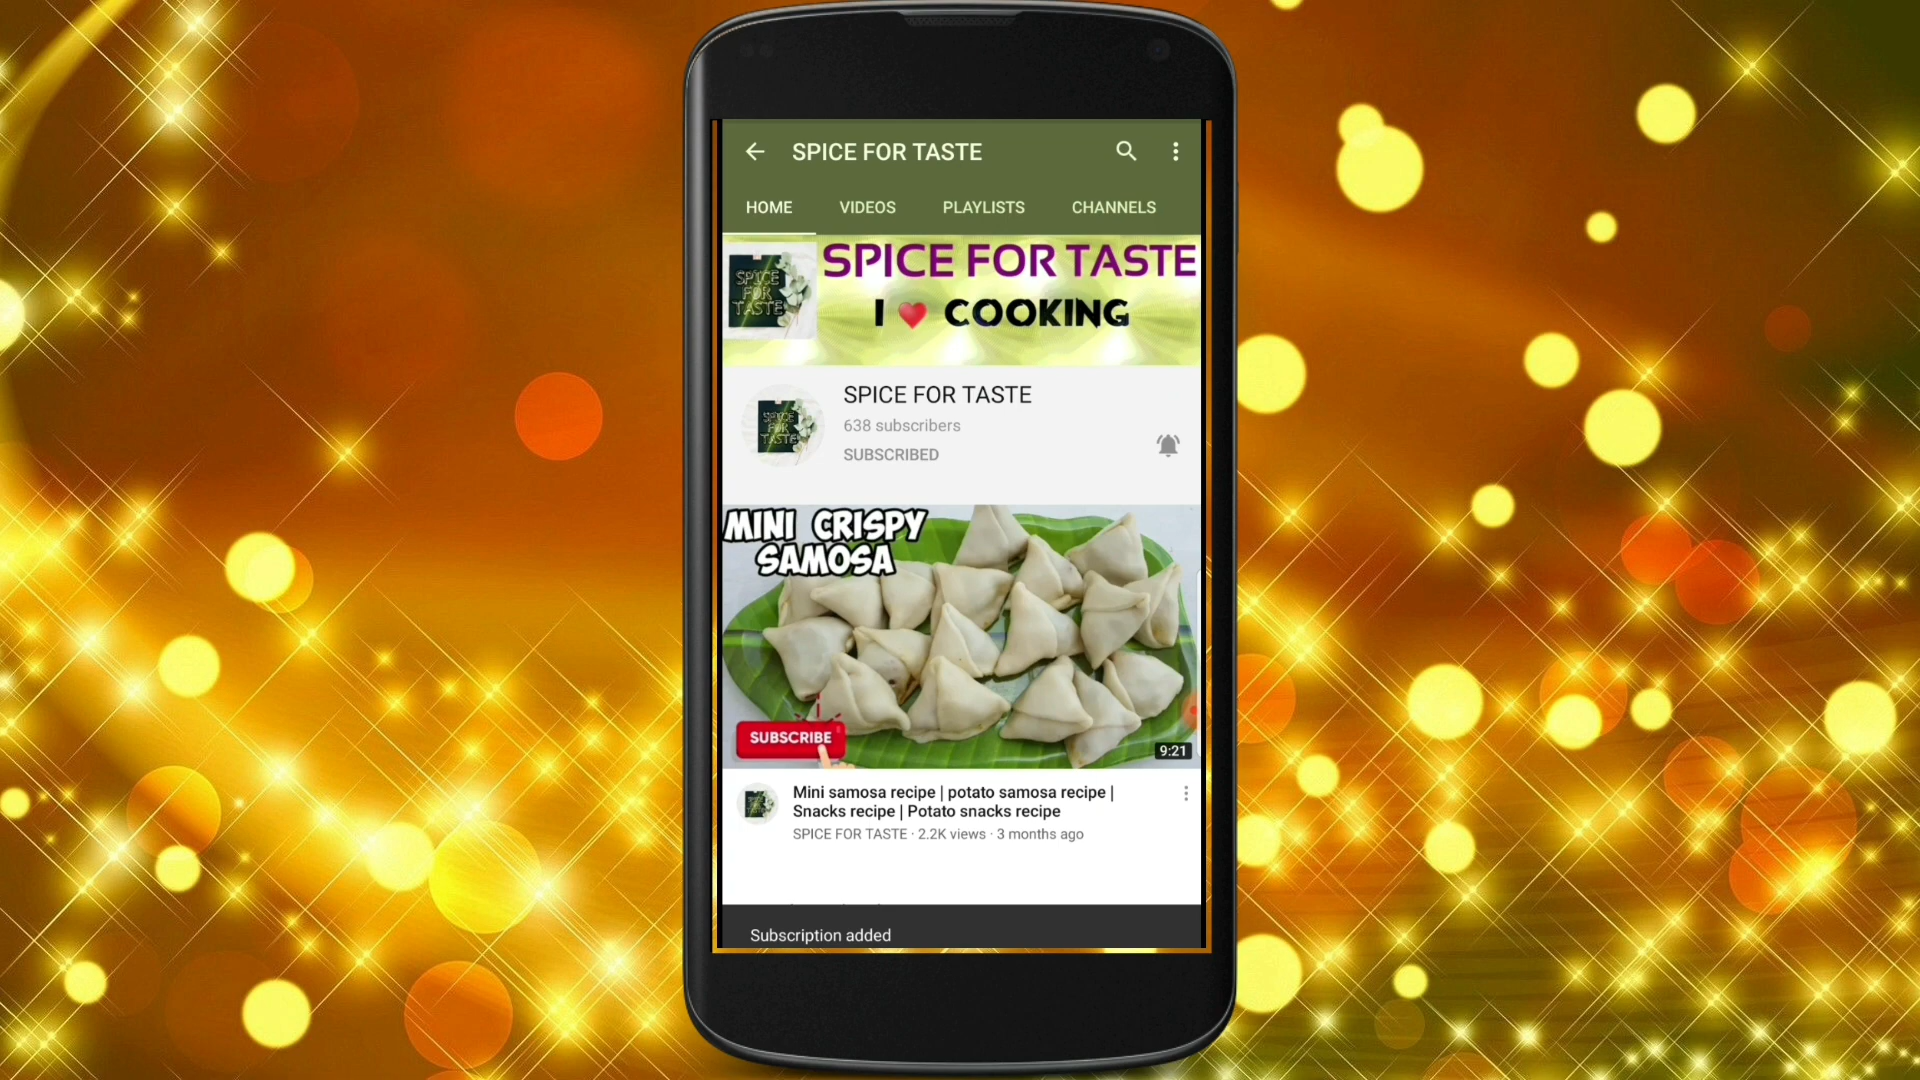 SPICE FOR TASTE
HOME VIDEOS PLAYLISTS CHANNELS
SPICE
FOR
TASTE
SPICE FOR TASTE
I ❤ COOKING
SPICE
FOR
TASTE
SPICE FOR TASTE
638 subscribers
SUBSCRIBED
MINI CRISPY
SAMOSA
SUBSCRIBE
9:21
Mini samosa recipe | potato samosa recipe |
Snacks recipe | Potato snacks recipe
SPICE FOR TASTE · 2.2K views · 3 months ago
Subscription added